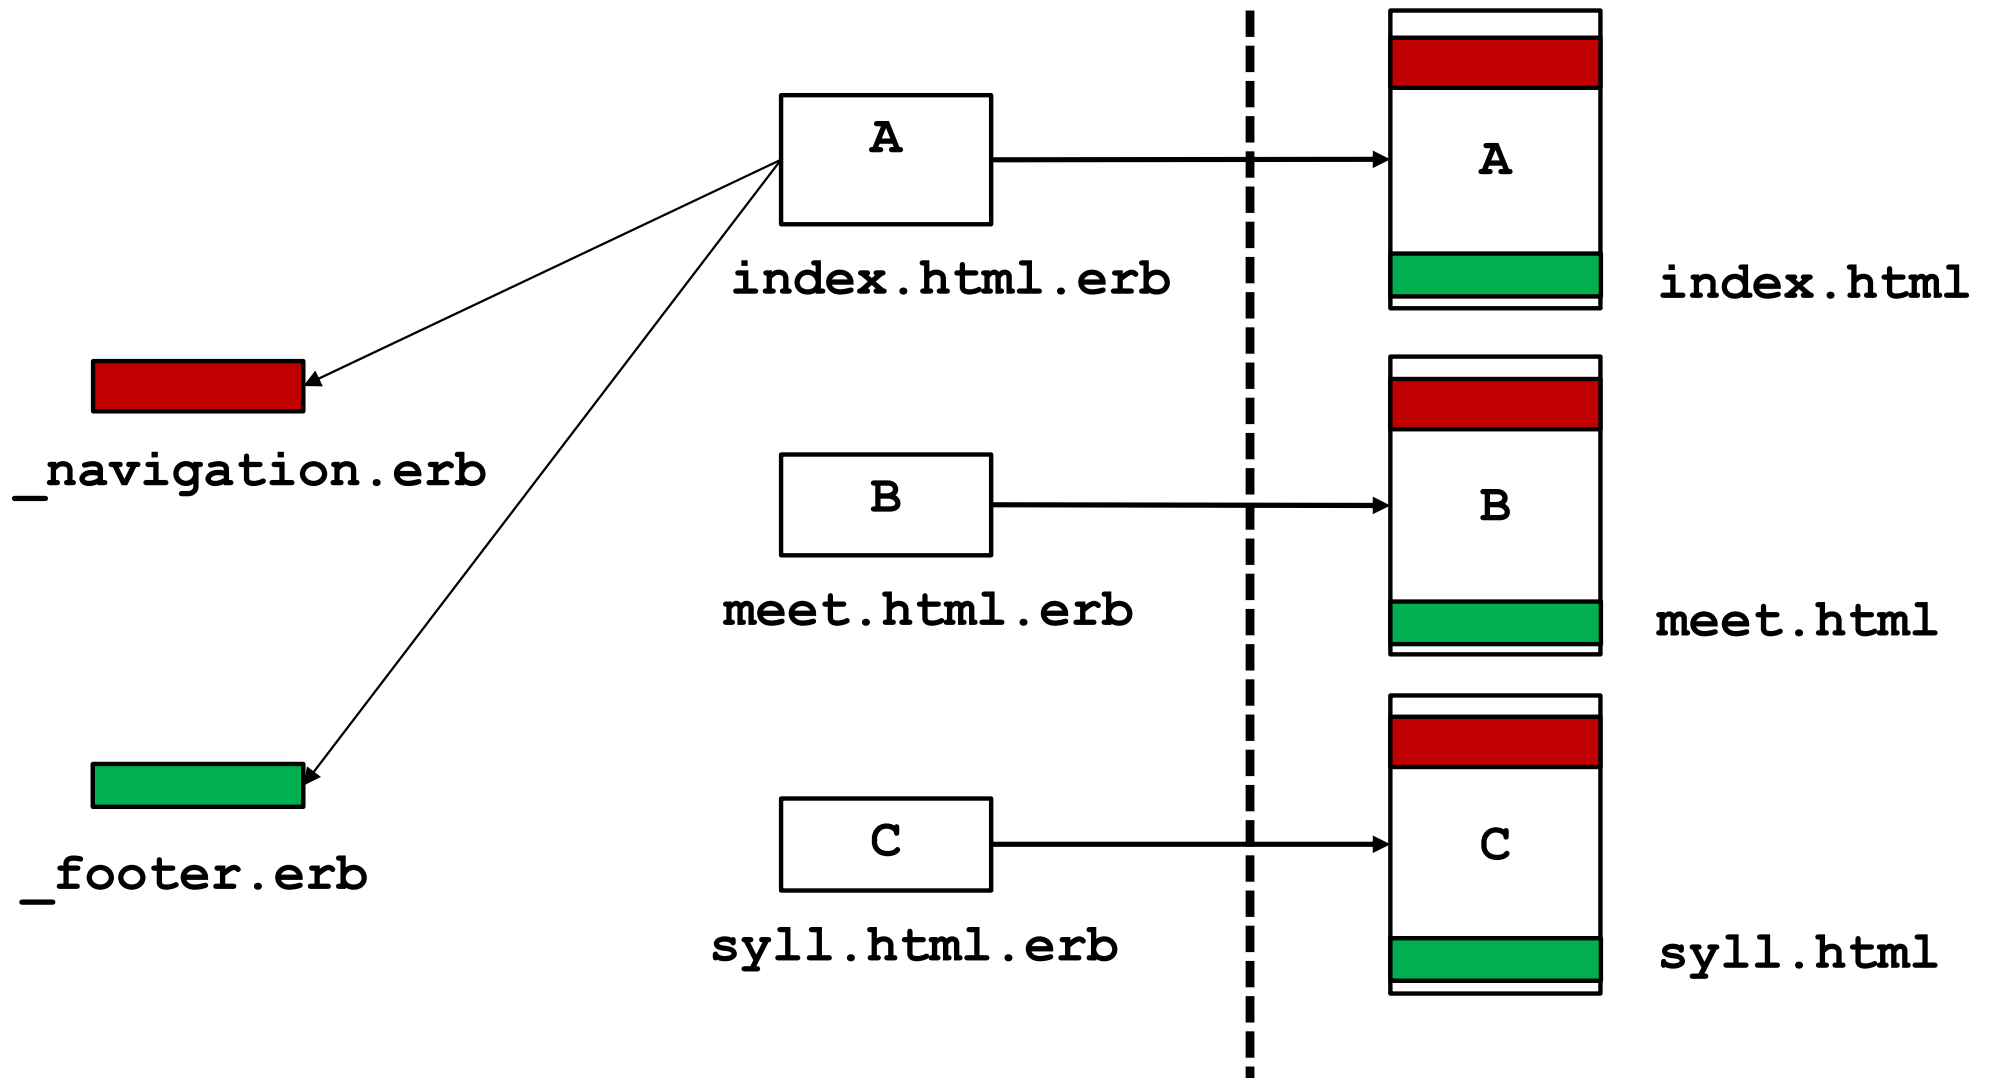 A
A
index.html.erb
index.html
_navigation.erb
B
B
meet.html.erb
meet.html
_footer.erb
C
C
syll.html.erb
syll.html